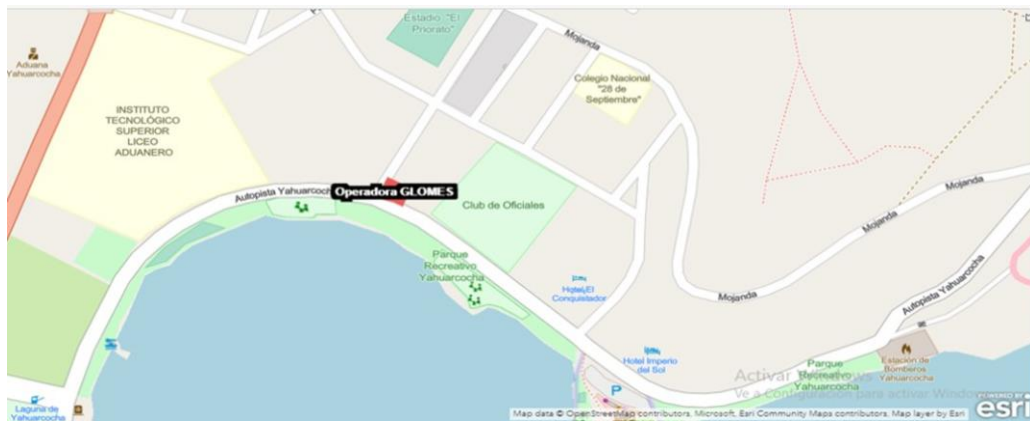 Estadio "El
Priorato"
Mojanda
Aduana
Yahuarcocha
Colegio Nacional
"28 de
Septiembre"
INSTITUTO
TECNOLÓGICO
SUPERIOR
LICEO
ADUANERO
Mojanda
Autopista Yahuarcocha
Operadora GLOMES
Club de Oficiales
Mojanda
Parque
Recreativo
Yahuarcocha
Hotel El
Conquistador
Mojanda
Autopista Yahuarcocha
Hotel Imperio
del Sol
Parque
Recreativo
Yahuarcocha
Estación de
Bomberos
Yahuarcocha
Activar Windows
Ve a Configuración para activar Windows
P
Laguna de
Yahuarcocha
Map data © OpenStreetMap contributors, Microsoft, Esri Community Maps contributors, Map layer by Esri
POWERED BY
esri